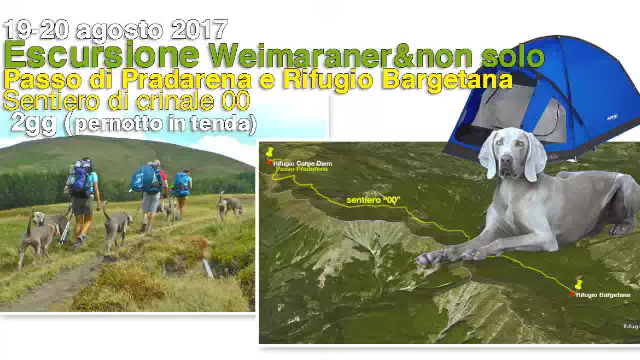 19-20 agosto 2017
Escursione Weimaraner&non solo
Passo di Pradarena e Rifugio Bargetana
Sentiero di crinale 00
2gg (pernotto in tenda)
Rifugio Carpe Diem
Passo Pradarena
sentiero "00"
Rifugio Bargetana
Rifug